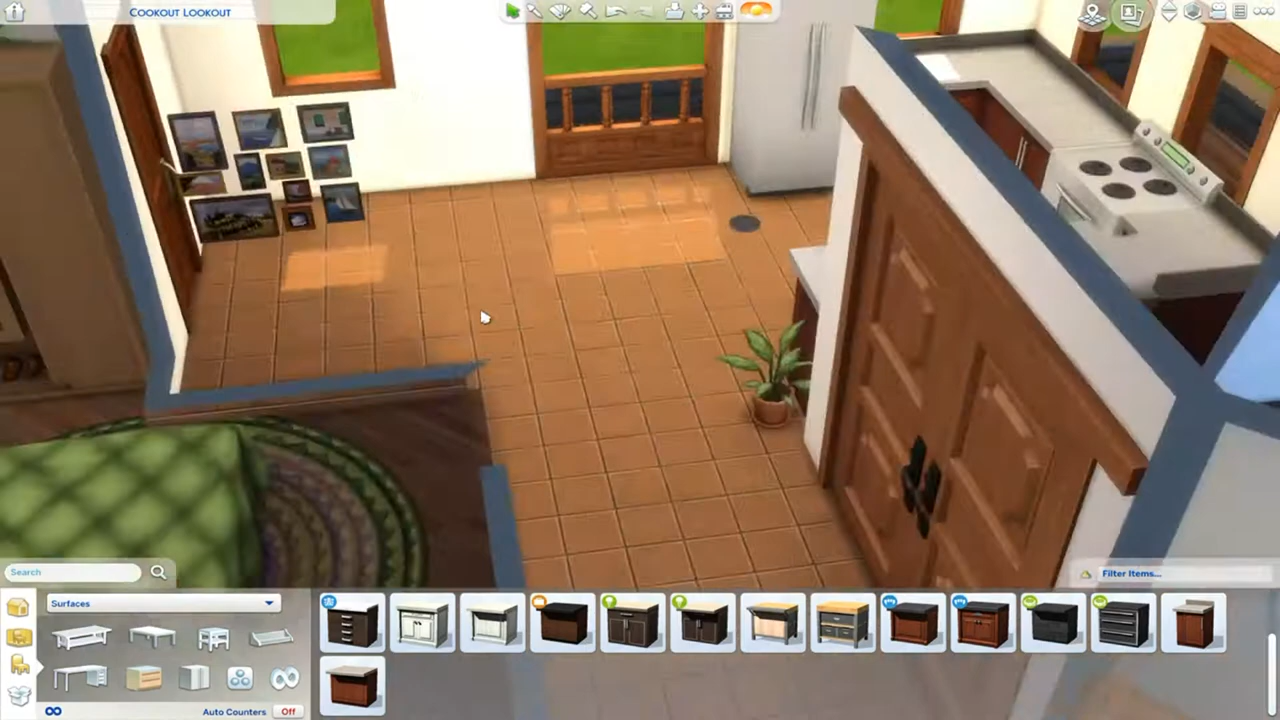 COOKOUT LOOKOUT
Search
Filter Items...
Surfaces
Auto Counters
Off